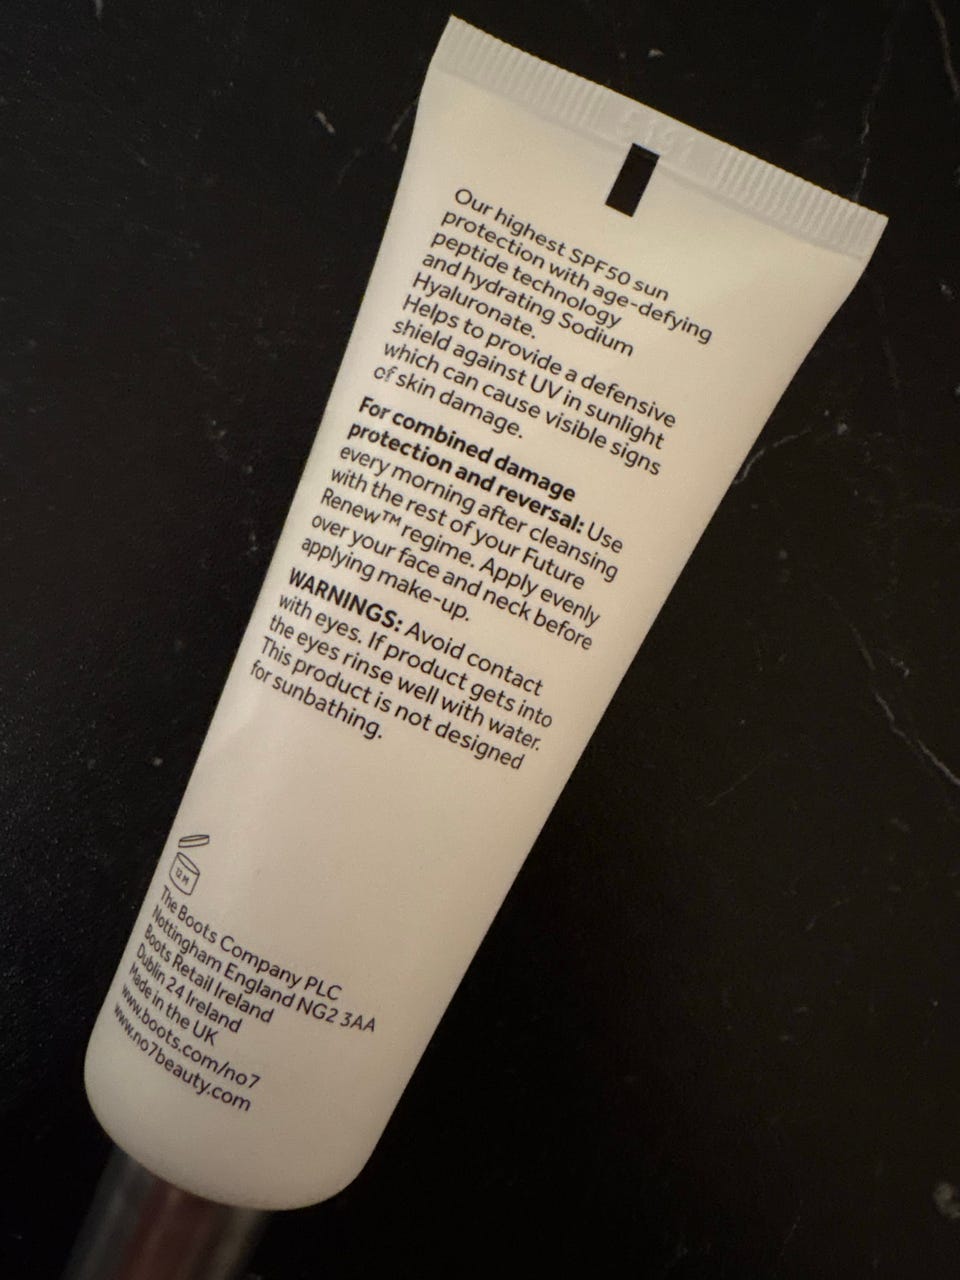 Our highest SPF50 sun
protection with age-defying
peptide technology
and hydrating Sodium
Hyaluronate.
Helps to provide a defensive
shield against UV in sunlight
which can cause visible signs
of skin damage.
For combined damage
protection and reversal: Use
every morning after cleansing
with the rest of your Future
Renew™ regime. Apply evenly
over your face and neck before
applying make-up.
WARNINGS: Avoid contact
with eyes. If product gets into
the eyes rinse well with water.
This product is not designed
for sunbathing.
12 M
The Boots Company PLC
Nottingham England NG2 3AA
Boots Retail Ireland
Dublin 24 Ireland
Made in the UK
www.boots.com/no7
www.no7beauty.com